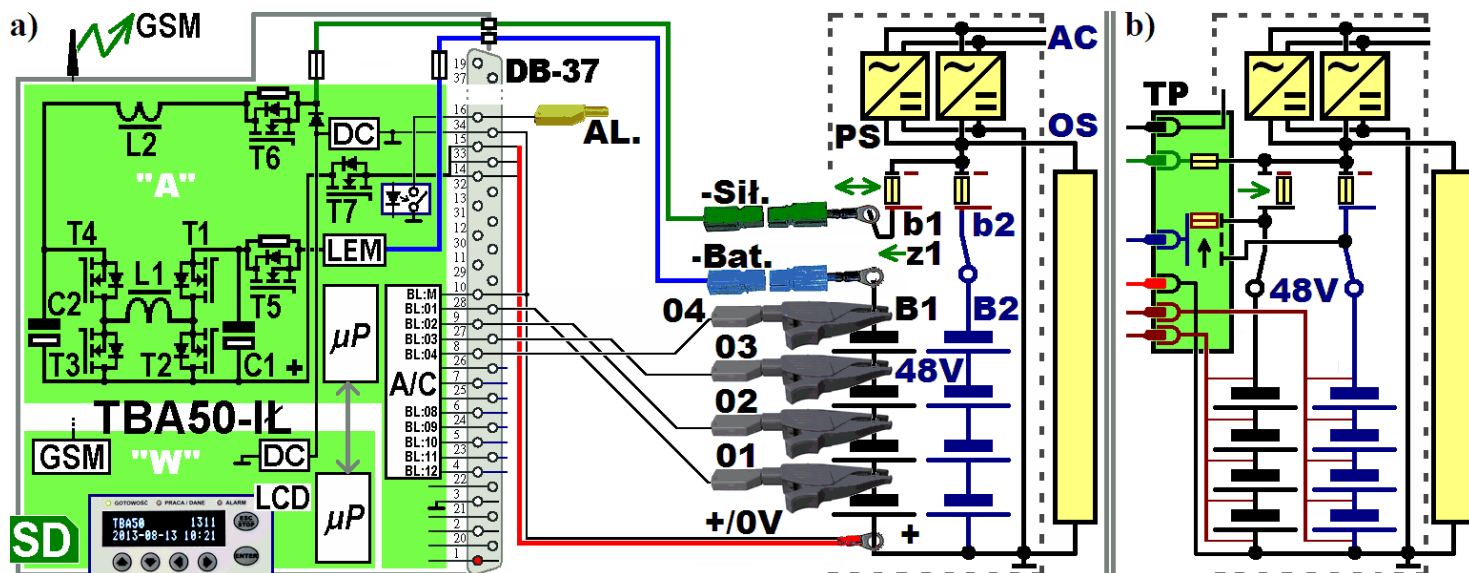 a)
GSM
DB-37
AL.
AC
OS
PS
b)
TP
L2
T6
DC
"A"
T7
T4
T1
L1
LEM
C2
T5
T3
T2
C1 +
µP
A/C
TBA50-IŁ
"W"
GSM
DC
LCD
µP
SD
GOTOWOŚĆ
PRACA / DANE
ALARM
TBA50 1311
2013-08-13 10:21
ESC
STOP
ENTER
19
37
16
34
15
33
14
32
13
31
12
30
11
29
10
28
9
27
8
26
7
25
6
24
5
23
4
22
3
21
2
20
1
BL:M
BL:01
BL:02
BL:03
BL:04
BL:08
BL:09
BL:10
BL:11
BL:12
-Sił.
-Bat.
04
03
02
01
+/0V
b1
b2
z1
B1
B2
48V
+
48V